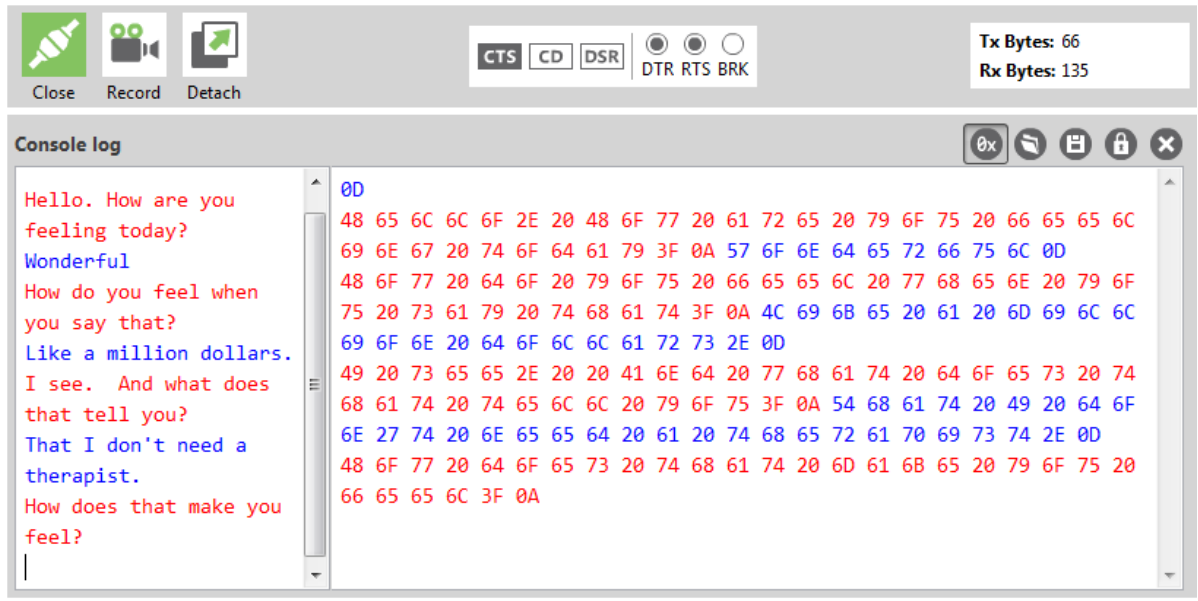 Close
Record
Detach
CTS
CD
DSR
DTR RTS BRK
Tx Bytes: 66
Rx Bytes: 135
Console log
0x
Hello. How are you
feeling today?
Wonderful
How do you feel when
you say that?
Like a million dollars.
I see.  And what does
that tell you?
That I don't need a
therapist.
How does that make you
feel?
0D
48 65 6C 6C 6F 2E 20 48 6F 77 20 61 72 65 20 79 6F 75 20 66 65 65 6C
69 6E 67 20 74 6F 64 61 79 3F 0A 57 6F 6E 64 65 72 66 75 6C 0D
48 6F 77 20 64 6F 20 79 6F 75 20 66 65 65 6C 20 77 68 65 6E 20 79 6F
75 20 73 61 79 20 74 68 61 74 3F 0A 4C 69 6B 65 20 61 20 6D 69 6C 6C
69 6F 6E 20 64 6F 6C 6C 61 72 73 2E 0D
49 20 73 65 65 2E 20 20 41 6E 64 20 77 68 61 74 20 64 6F 65 73 20 74
68 61 74 20 74 65 6C 6C 20 79 6F 75 3F 0A 54 68 61 74 20 49 20 64 6F
6E 27 74 20 6E 65 65 64 20 61 20 74 68 65 72 61 70 69 73 74 2E 0D
48 6F 77 20 64 6F 65 73 20 74 68 61 74 20 6D 61 6B 65 20 79 6F 75 20
66 65 65 6C 3F 0A